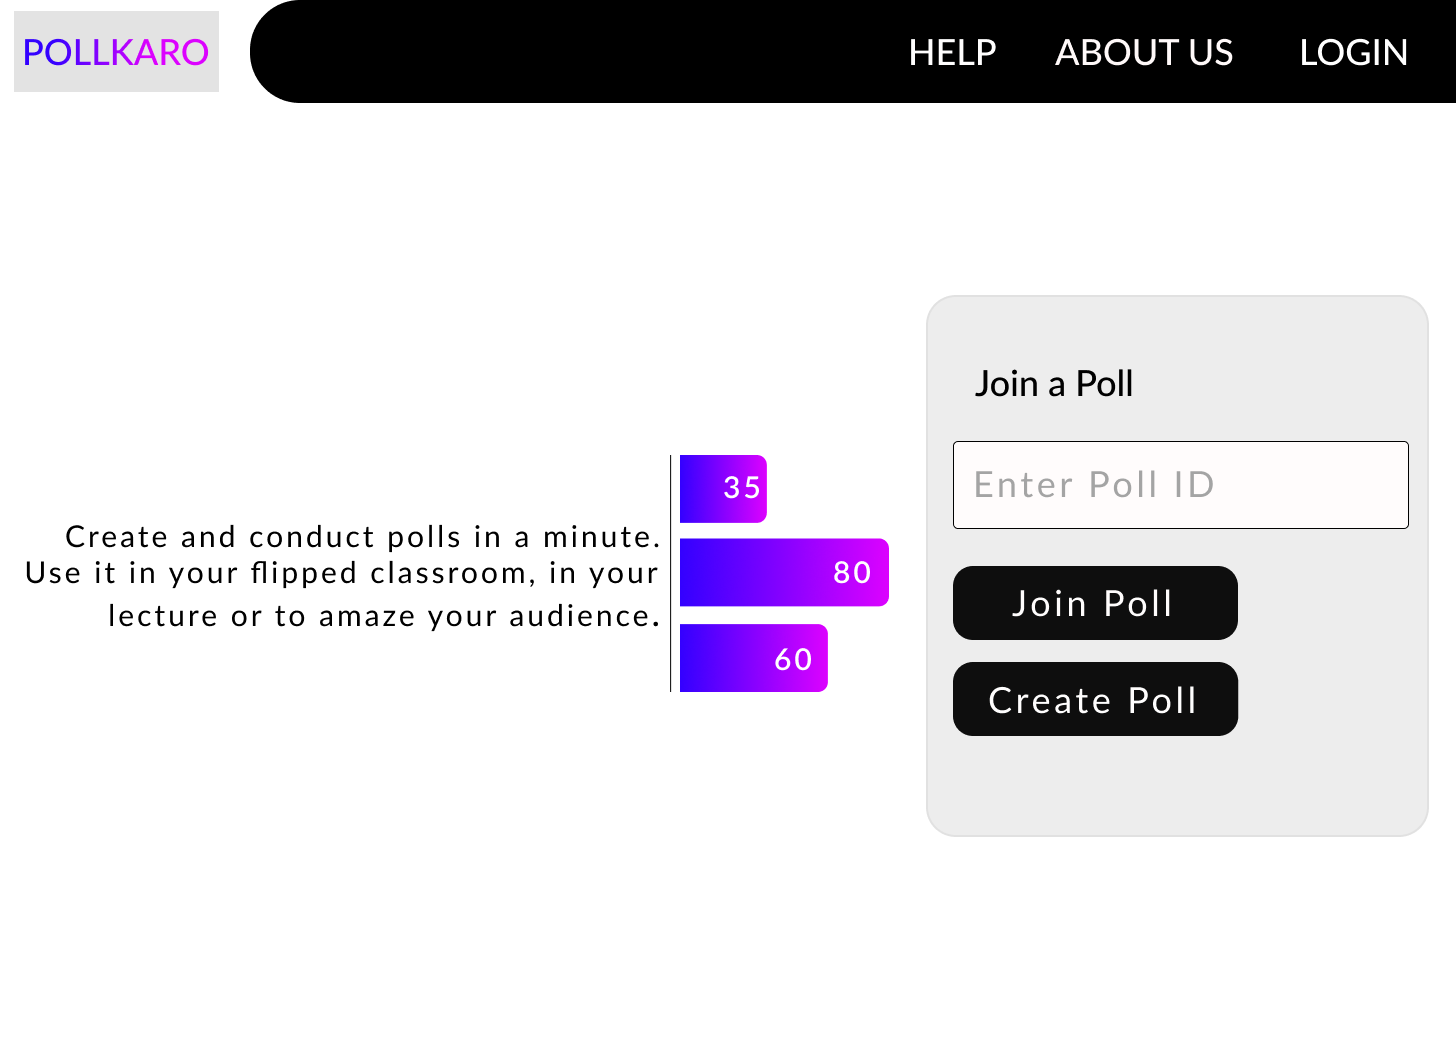 POLLKARO
HELP
ABOUT US
LOGIN
Create and conduct polls in a minute.
Use it in your flipped classroom, in your
lecture or to amaze your audience.
35
80
60
Join a Poll
Enter Poll ID
Join Poll
Create Poll